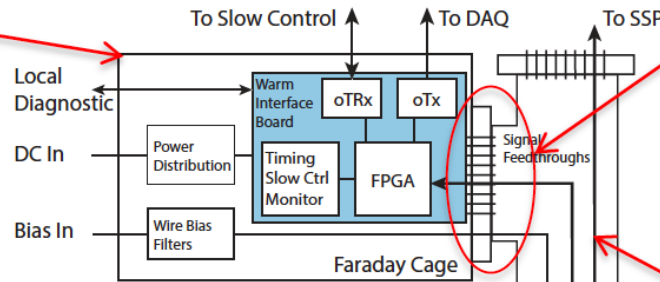 To Slow Control
To DAQ
To SSP
Local
Diagnostic
Warm
Interface
Board
oTRx
oTx
Signal
Feedthroughs
DC In
Power
Distribution
Timing
Slow Ctrl
Monitor
FPGA
Bias In
Wire Bias
Filters
Faraday Cage